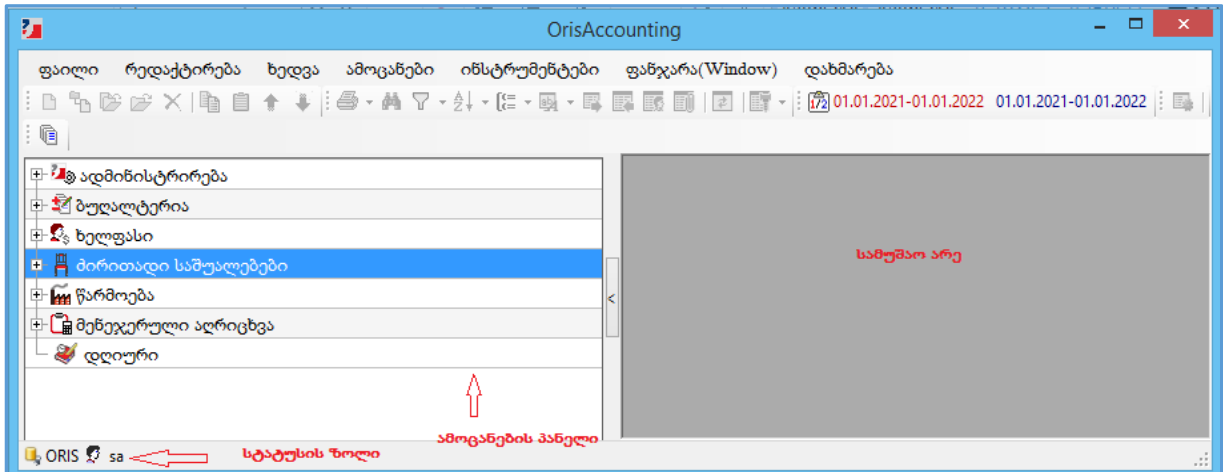 OrisAccounting
ფაილი რედაქტირება ხედვა ამოცანები ინსტრუმენტები ფანჯარა(Window) დახმარება
01.01.2021-01.01.2022 01.01.2021-01.01.2022
ადმინისტრირება
ბუღალტერია
ხელფასი
ძირითადი საშუალებები
წარმოება
მენეჯერული აღრიცხვა
დღიური
სამუშაო არე
ამოცანების პანელი
ORIS sa სტატუსის ზოლი